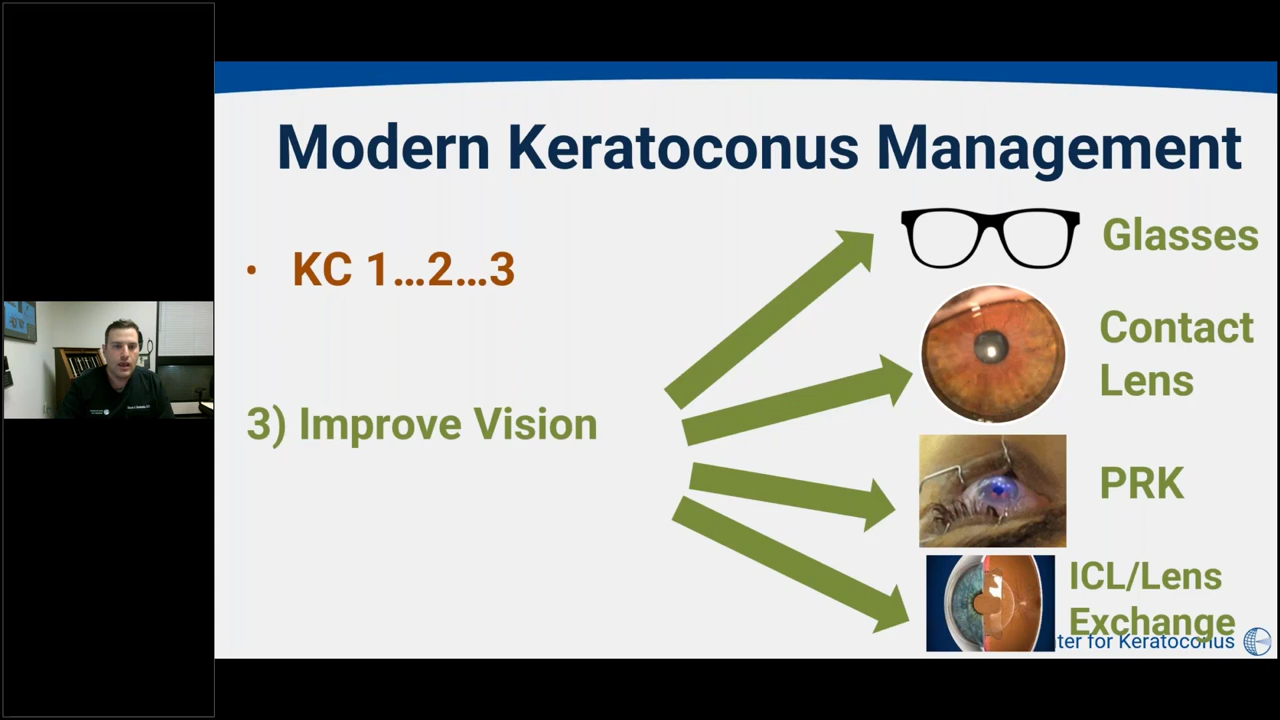 Modern Keratoconus Management
• KC 1...2...3
3) Improve Vision
Glasses
Contact
Lens
PRK
ICL/Lens
Exchange
ter for Keratoconus